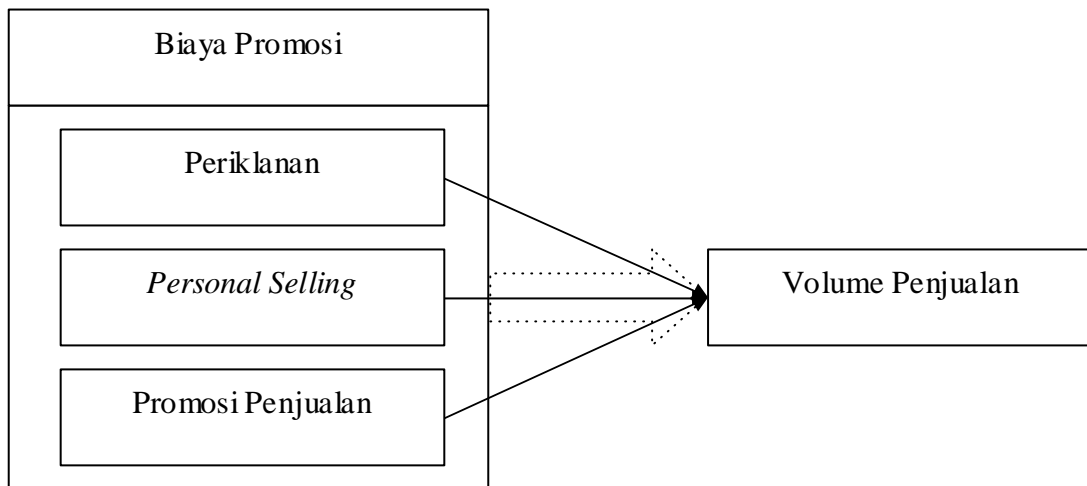 Biaya Promosi
Periklanan
Personal Selling
Promosi Penjualan
Volume Penjualan